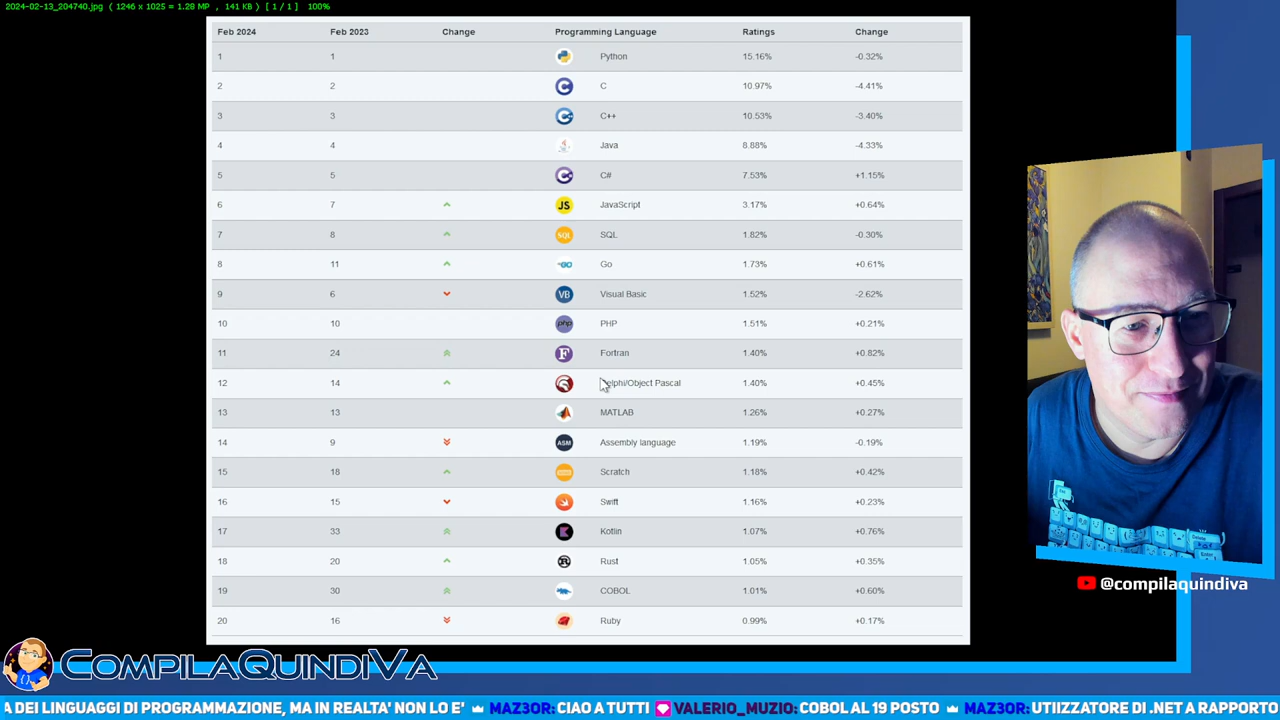 2024-02-13_204740.jpg ( 1246 x 1025 = 1.28 MP , 141 KB ) [ 1 / 1 ] 100%
Feb 2024 Feb 2023 Change Programming Language Ratings Change
1 1 Python 15.16% -0.32%
2 2 C 10.97% -4.41%
3 3 C++ 10.53% -3.40%
4 4 Java 8.88% -4.33%
5 5 C# 7.53% +1.15%
6 7 JS JavaScript 3.17% +0.64%
7 8 SQL SQL 1.82% -0.30%
8 11 GO Go 1.73% +0.61%
9 6 VB Visual Basic 1.52% -2.62%
10 10 php PHP 1.51% +0.21%
11 24 F Fortran 1.40% +0.82%
12 14 elphi/Object Pascal 1.40% +0.45%
13 13 MATLAB 1.26% +0.27%
14 9 ASM Assembly language 1.19% -0.19%
15 18 Scratch 1.18% +0.42%
16 15 Swift 1.16% +0.23%
17 33 Kotlin 1.07% +0.76%
18 20 Rust 1.05% +0.35%
19 30 COBOL 1.01% +0.60%
20 16 Ruby 0.99% +0.17%
@compilaquindiva
COMPILAQUINDIVA
A DEI LINGUAGGI DI PROGRAMMAZIONE, MA IN REALTA' NON LO E' MAZ3OR: CIAO A TUTTI VALERIO_MUZIO: COBOL AL 19 POSTO MAZ3OR: UTIIZZATORE DI .NET A RAPPORTO